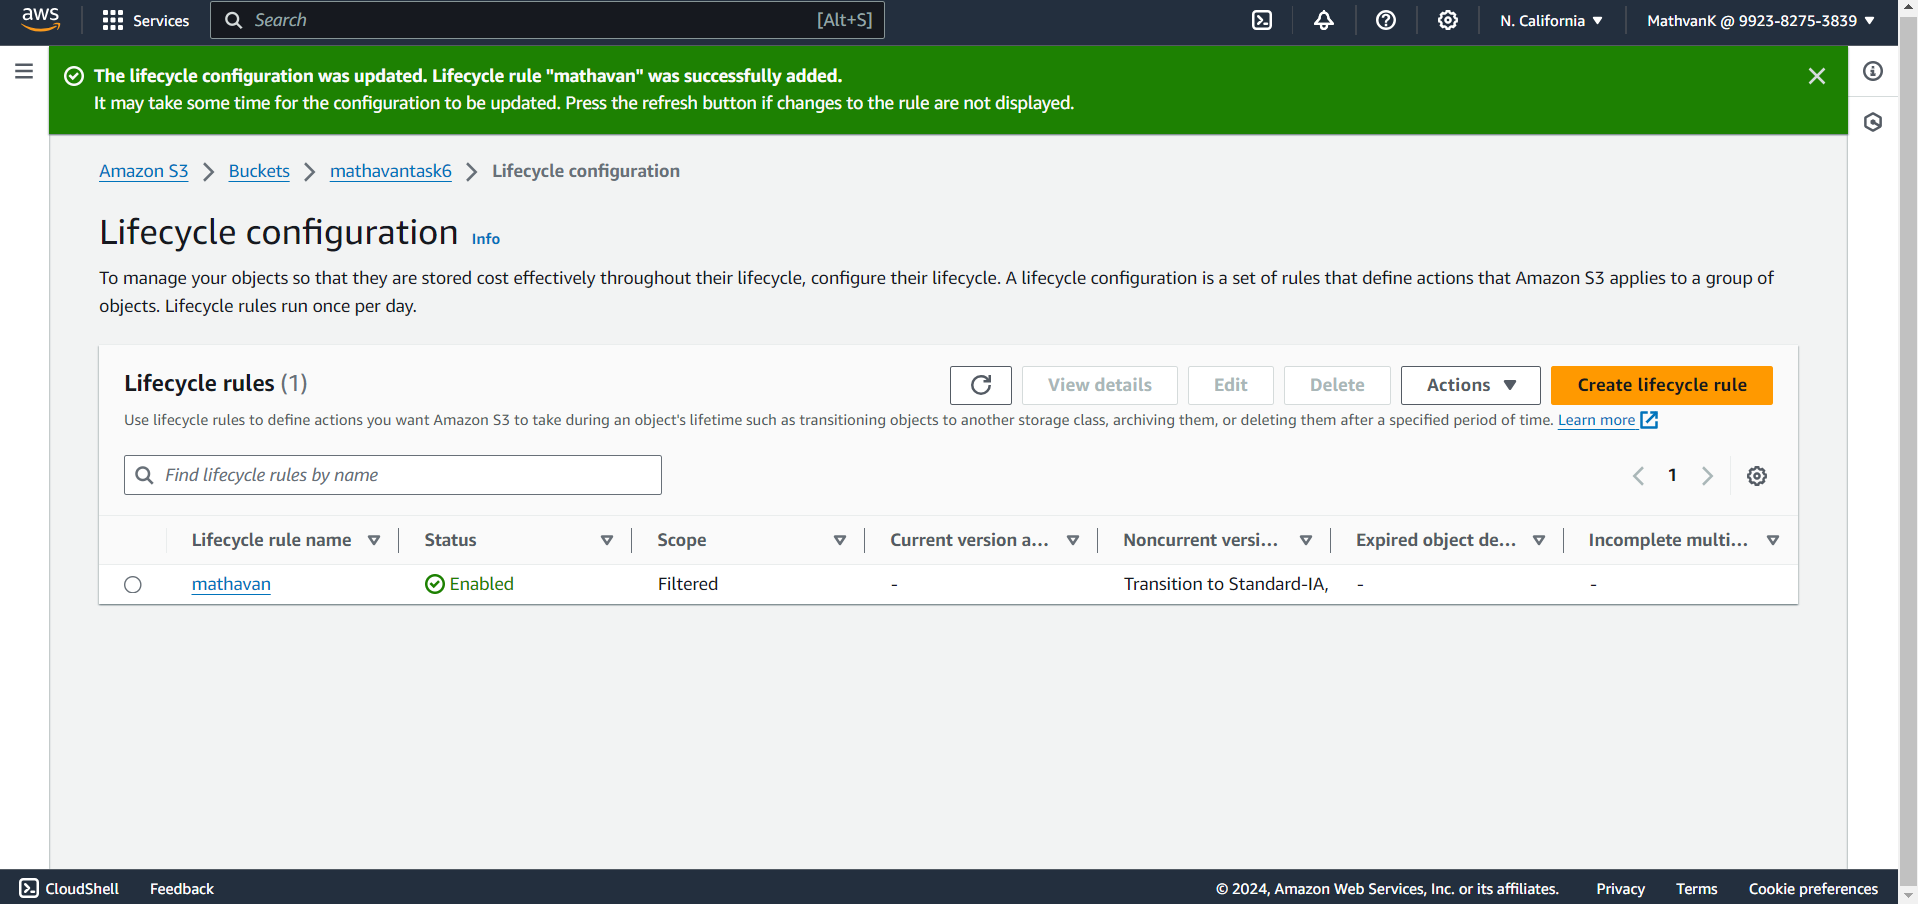 aws
Services
Search
[Alt+S]
N. California
MathvanK @ 9923-8275-3839
The lifecycle configuration was updated. Lifecycle rule "mathavan" was successfully added.
It may take some time for the configuration to be updated. Press the refresh button if changes to the rule are not displayed.
Amazon S3
Buckets
mathavantask6
Lifecycle configuration
Lifecycle configuration
Info
To manage your objects so that they are stored cost effectively throughout their lifecycle, configure their lifecycle. A lifecycle configuration is a set of rules that define actions that Amazon S3 applies to a group of
objects. Lifecycle rules run once per day.
Lifecycle rules (1)
View details
Edit
Delete
Actions
Create lifecycle rule
Use lifecycle rules to define actions you want Amazon S3 to take during an object's lifetime such as transitioning objects to another storage class, archiving them, or deleting them after a specified period of time. Learn more
Find lifecycle rules by name
1
Lifecycle rule name
Status
Scope
Current version a...
Noncurrent versi...
Expired object de...
Incomplete multi...
mathavan
Enabled
Filtered
-
Transition to Standard-IA,
-
-
CloudShell
Feedback
© 2024, Amazon Web Services, Inc. or its affiliates.
Privacy
Terms
Cookie preferences